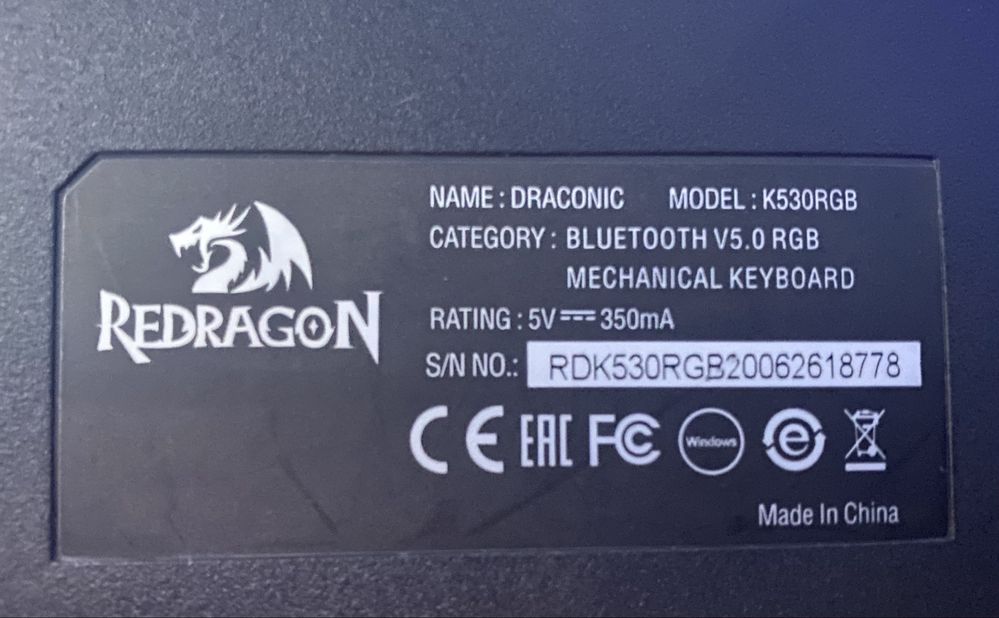 REDRAGON
NAME : DRACONIC MODEL : K530RGB
CATEGORY : BLUETOOTH V5.0 RGB
MECHANICAL KEYBOARD
RATING : 5V⎓350mA
S/N NO.: RDK530RGB20062618778
CE EAC FC Windows e
Made In China